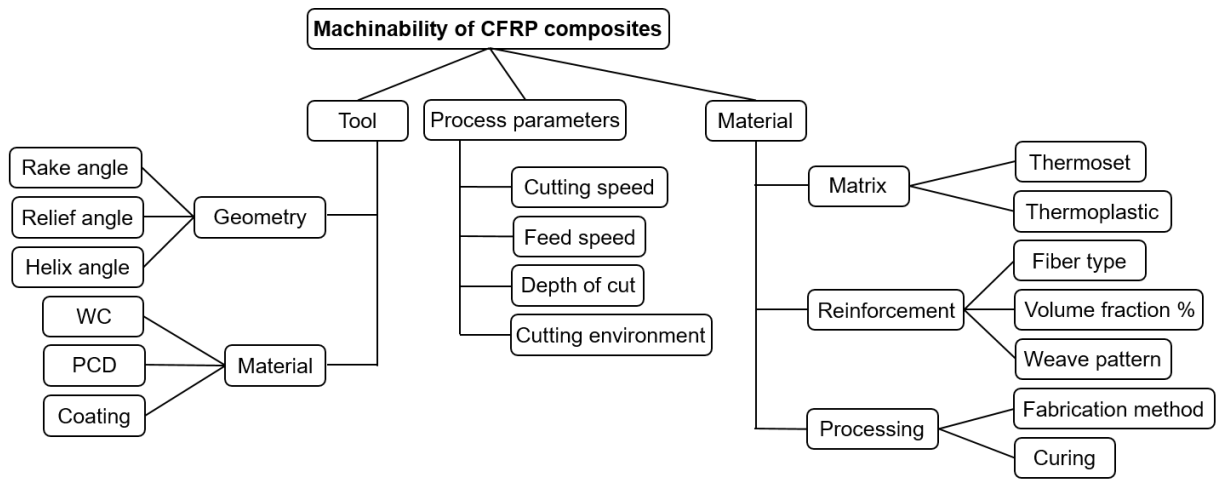 Machinability of CFRP composites
Tool
Process parameters
Material
Rake angle
Relief angle
Helix angle
Geometry
WC
PCD
Coating
Material
Cutting speed
Feed speed
Depth of cut
Cutting environment
Matrix
Thermoset
Thermoplastic
Reinforcement
Fiber type
Volume fraction %
Weave pattern
Processing
Fabrication method
Curing